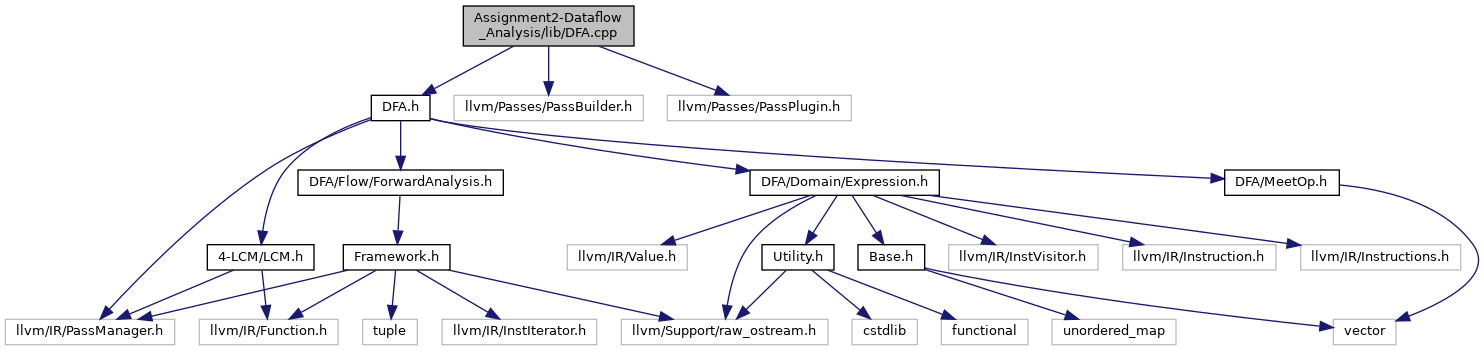 Assignment2-Dataflow
_Analysis/lib/DFA.cpp
DFA.h
llvm/Passes/PassBuilder.h
llvm/Passes/PassPlugin.h
DFA/Flow/ForwardAnalysis.h
DFA/Domain/Expression.h
DFA/MeetOp.h
4-LCM/LCM.h
Framework.h
llvm/IR/Value.h
Utility.h
Base.h
llvm/IR/InstVisitor.h
llvm/IR/Instruction.h
llvm/IR/Instructions.h
llvm/IR/PassManager.h
llvm/IR/Function.h
tuple
llvm/IR/InstIterator.h
llvm/Support/raw_ostream.h
cstdlib
functional
unordered_map
vector